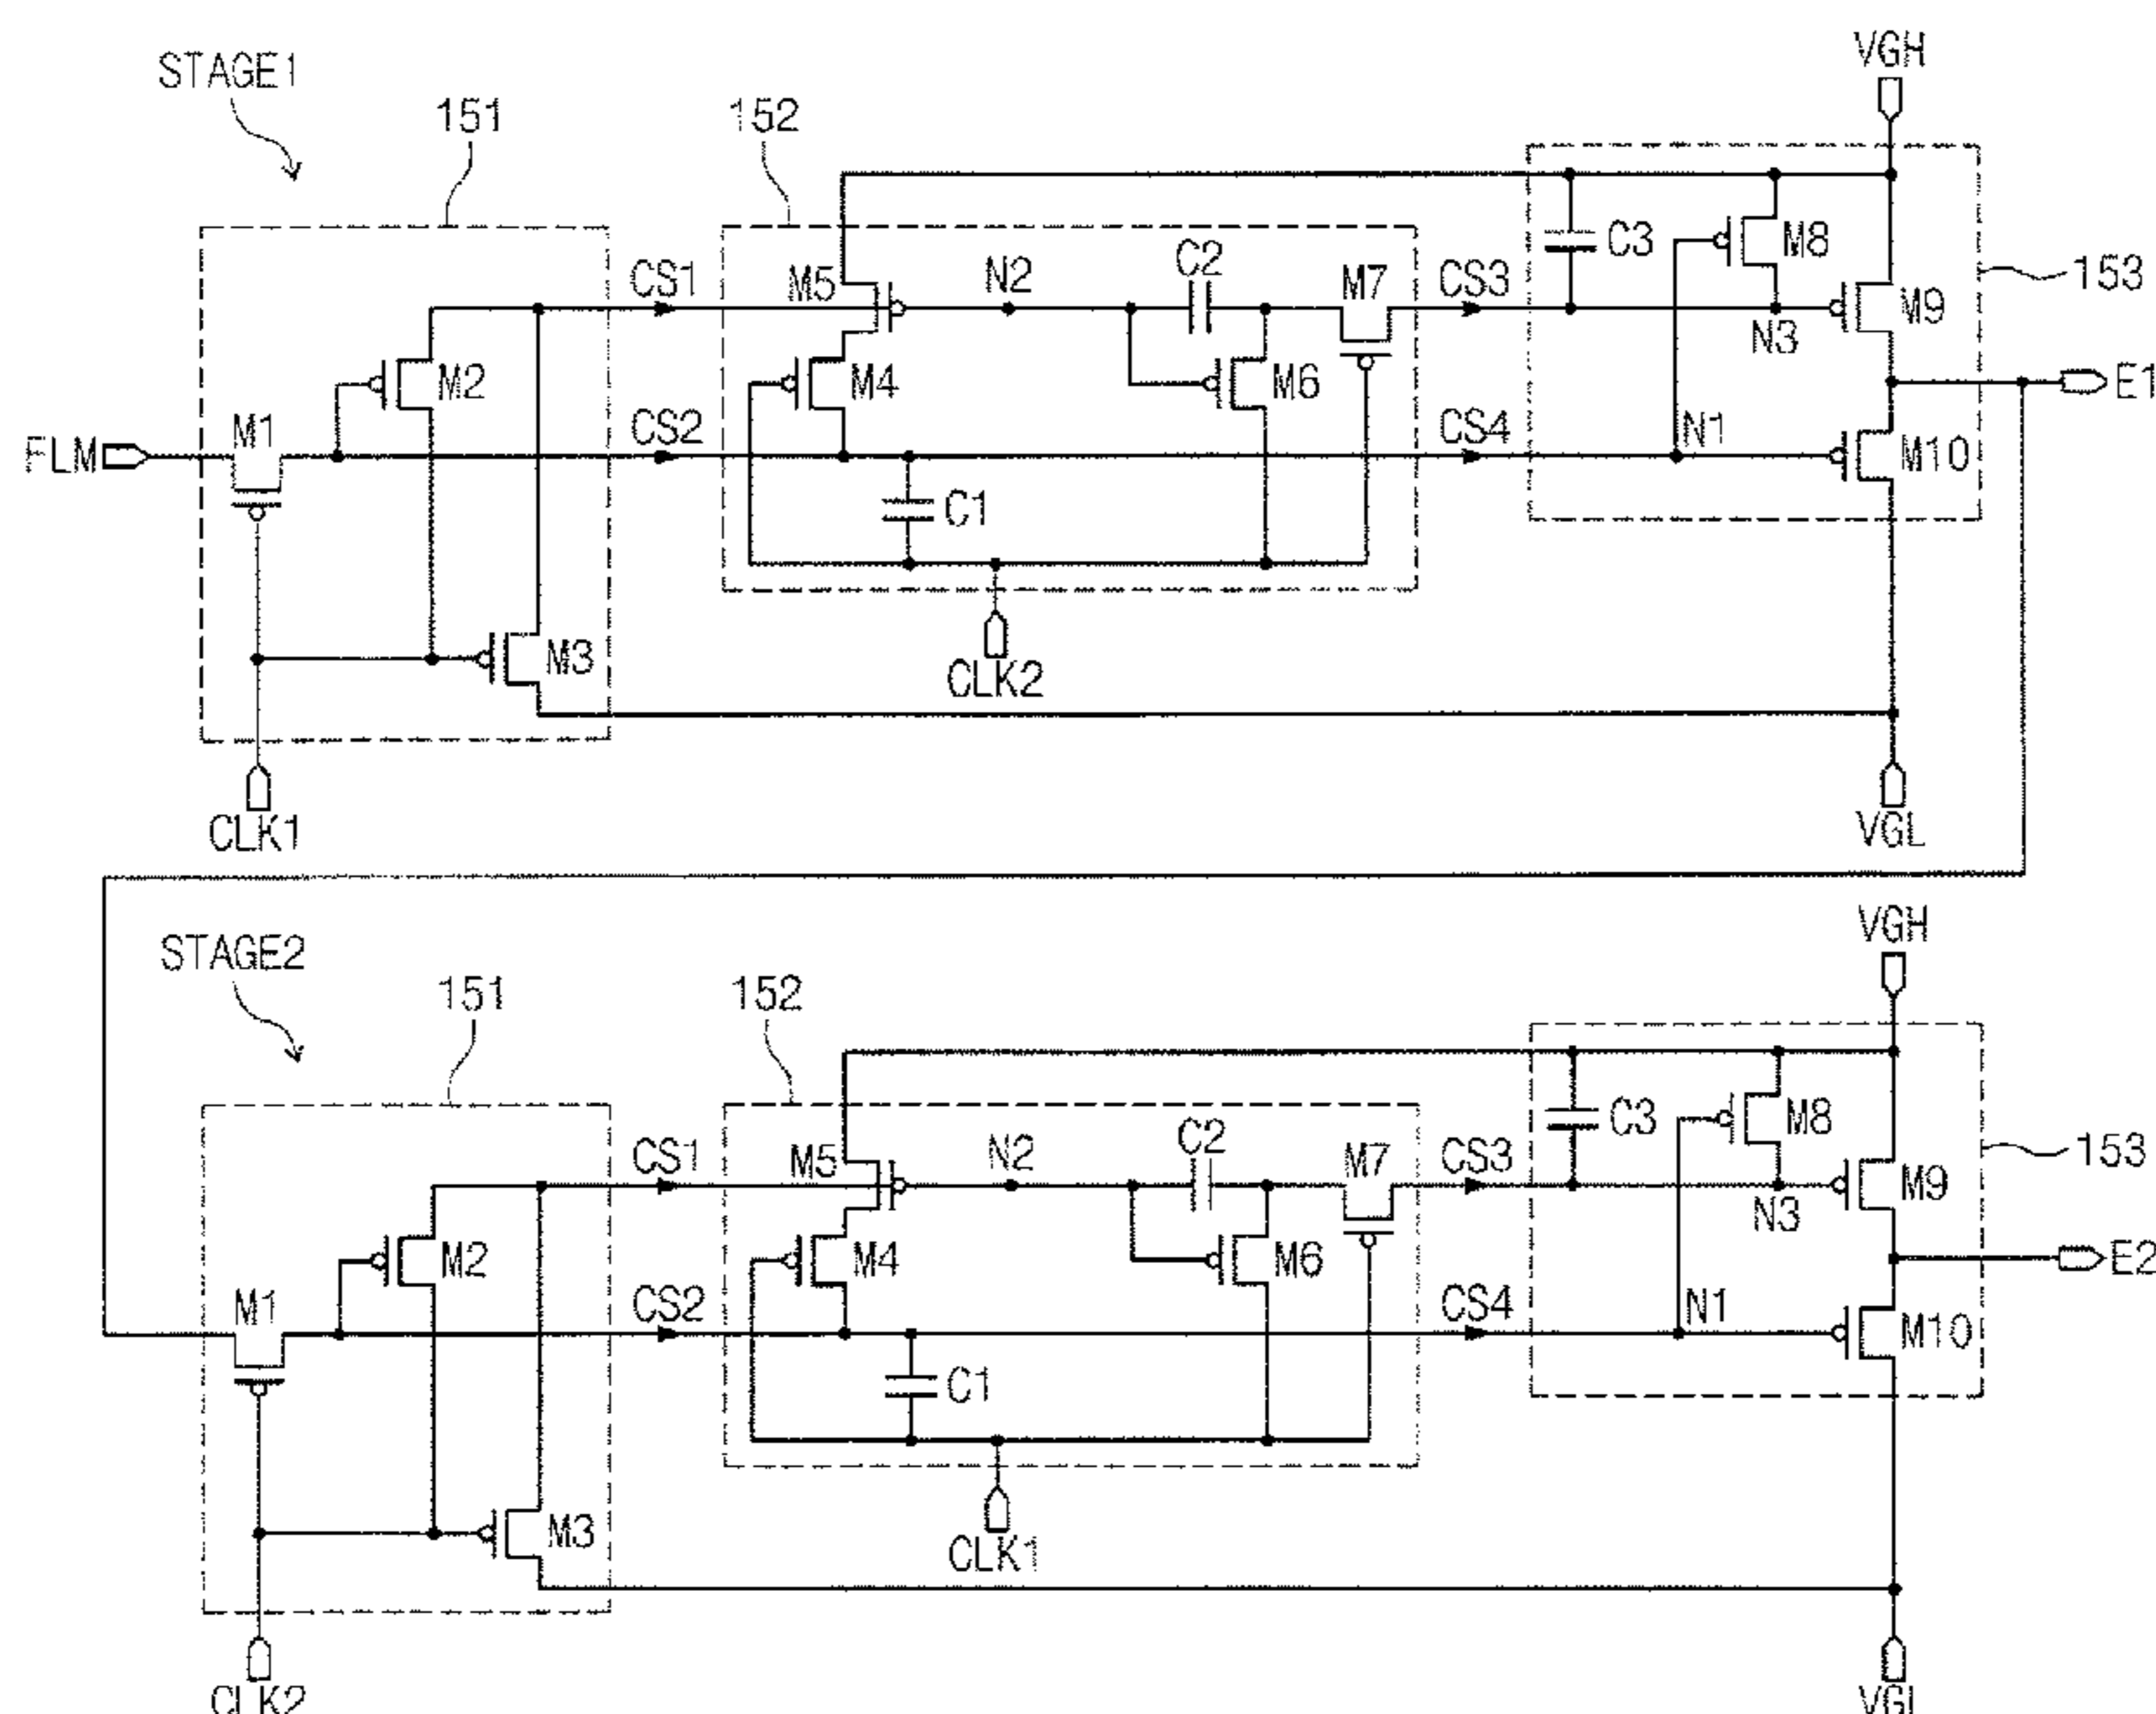 VGH
STAGE1
151
152
CS1
M5
N2
C2
M7
CS3
C3
M8
153
M9
N3
M2
M4
M6
E1
FLM
M1
CS2
CS4
N1
M10
C1
M3
CLK2
CLK1
VGL
VGH
STAGE2
151
152
CS1
M5
N2
C2
M7
CS3
C3
M8
153
M9
N3
M2
M4
M6
E2
M1
CS2
CS4
N1
M10
C1
M3
CLK1
CLK2
VGL